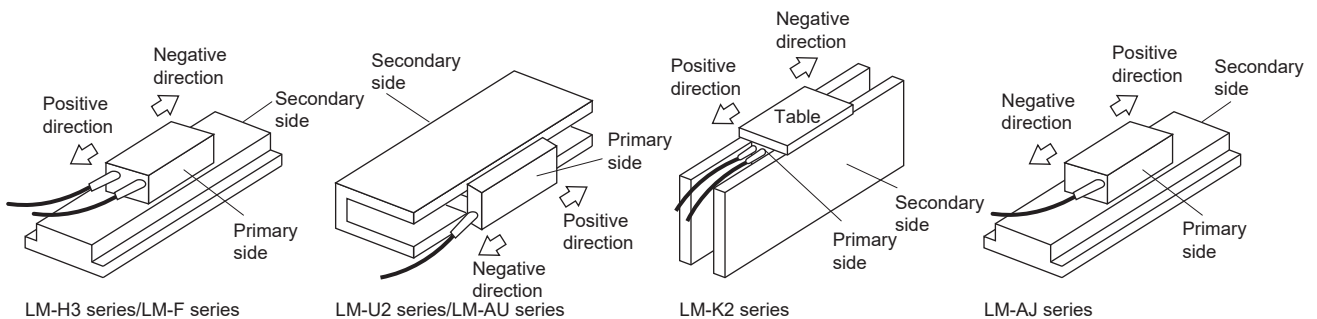 Negative
direction
Positive
direction
Secondary
side
Primary
side
LM-H3 series/LM-F series
Secondary
side
Primary
side
Positive
direction
Negative
direction
LM-U2 series/LM-AU series
Negative
direction
Positive
direction
Table
Secondary
side
Primary
side
LM-K2 series
Positive
direction
Secondary
side
Negative
direction
Primary
side
LM-AJ series